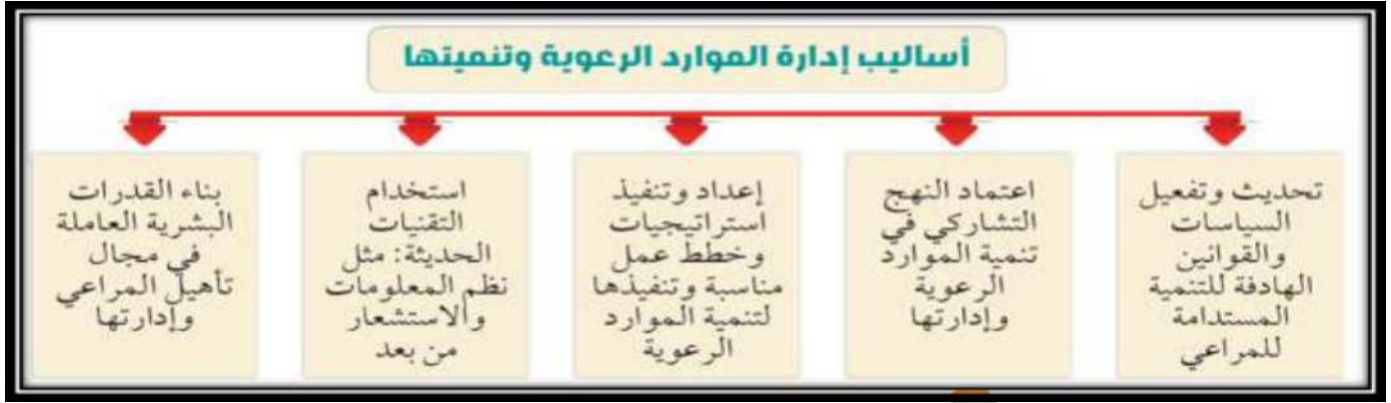 أساليب إدارة الموارد الرعوية وتنميتها
تحديث وتفعيل
السياسات
والقوانين
الهادفة للتنمية
المستدامة
للمراعي
اعتماد النهج
التشاركي في
تنمية الموارد
الرعوية
وإدارتها
إعداد وتنفيذ
استراتيجيات
وخطط عمل
مناسبة وتنفيذها
لتنمية الموارد
الرعوية
استخدام
التقنيات
الحديثة: مثل
نظم المعلومات
والاستشعار
من بعد
بناء القدرات
البشرية العاملة
في مجال
تأهيل المراعي
وإدارتها